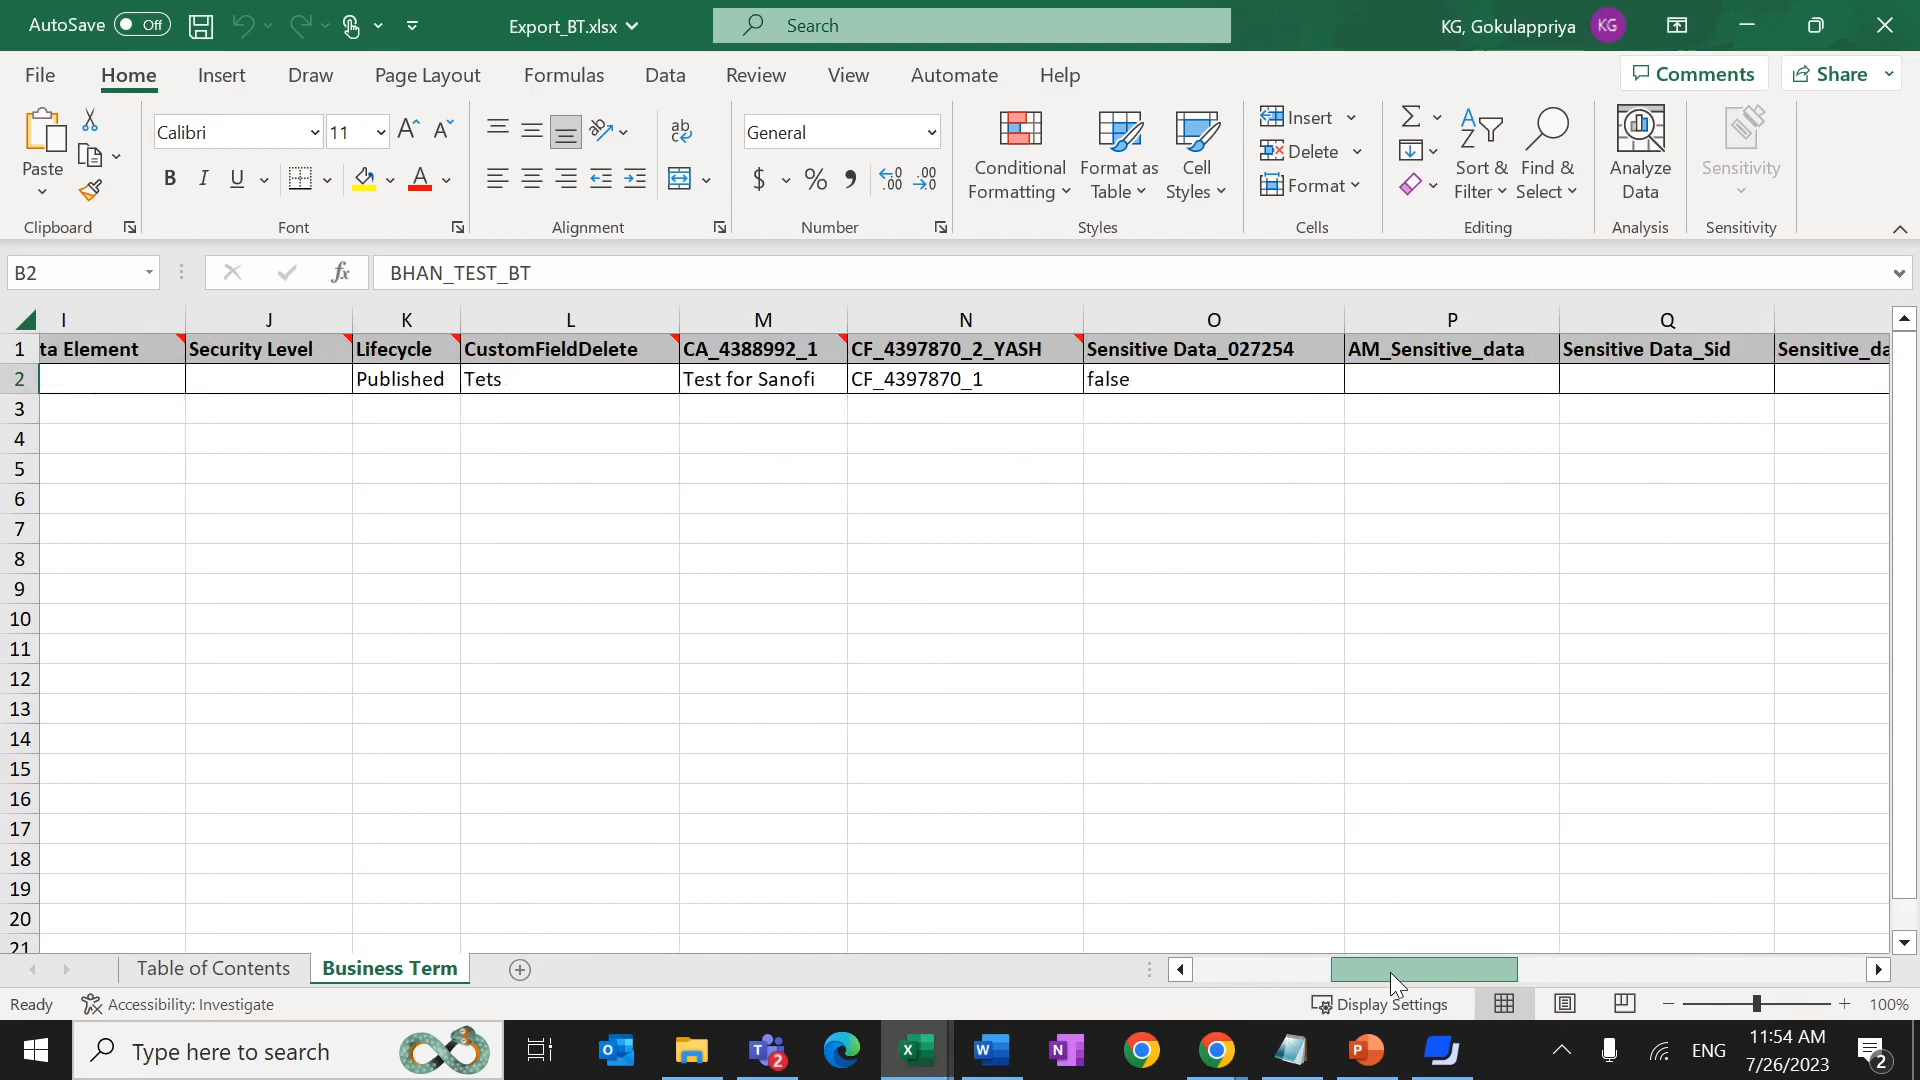 AutoSave Off Export_BT.xlsx Search KG, Gokulappriya KG
File Home Insert Draw Page Layout Formulas Data Review View Automate Help Comments Share
Calibri 11 General
Paste
B I U $ % ,
Conditional Formatting
Format as Table
Cell Styles
Insert
Delete
Format
Sort & Filter
Find & Select
Analyze Data
Sensitivity
Clipboard Font Alignment Number Styles Cells Editing Analysis Sensitivity
B2 fx BHAN_TEST_BT
I J K L M N O P Q
1 ta Element Security Level Lifecycle CustomFieldDelete CA_4388992_1 CF_4397870_2_YASH Sensitive Data_027254 AM_Sensitive_data Sensitive Data_Sid Sensitive_da
2 Published Tets Test for Sanofi CF_4397870_1 false
3
4
5
6
7
8
9
10
11
12
13
14
15
16
17
18
19
20
21
Table of Contents Business Term
Ready Accessibility: Investigate Display Settings 100%
Type here to search ENG 11:54 AM
7/26/2023
2
2